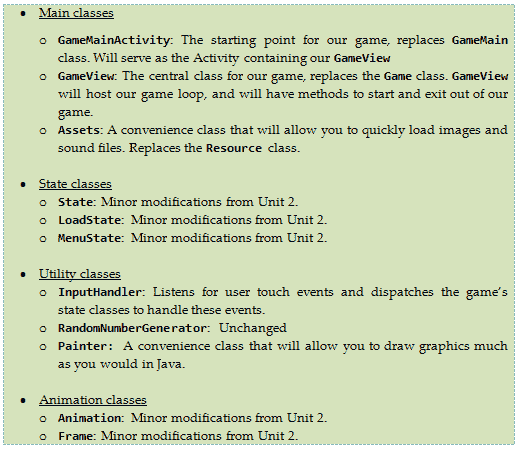 • Main classes
o GameMainActivity: The starting point for our game, replaces GameMain
class. Will serve as the Activity containing our GameView
o GameView: The central class for our game, replaces the Game class. GameView
will host our game loop, and will have methods to start and exit out of our
game.
o Assets: A convenience class that will allow you to quickly load images and
sound files. Replaces the Resource class.
• State classes
o State: Minor modifications from Unit 2.
o LoadState: Minor modifications from Unit 2.
o MenuState: Minor modifications from Unit 2.
• Utility classes
o InputHandler: Listens for user touch events and dispatches the game's
state classes to handle these events.
o RandomNumberGenerator: Unchanged
o Painter: A convenience class that will allow you to draw graphics much
as you would in Java.
• Animation classes
o Animation: Minor modifications from Unit 2.
o Frame: Minor modifications from Unit 2.